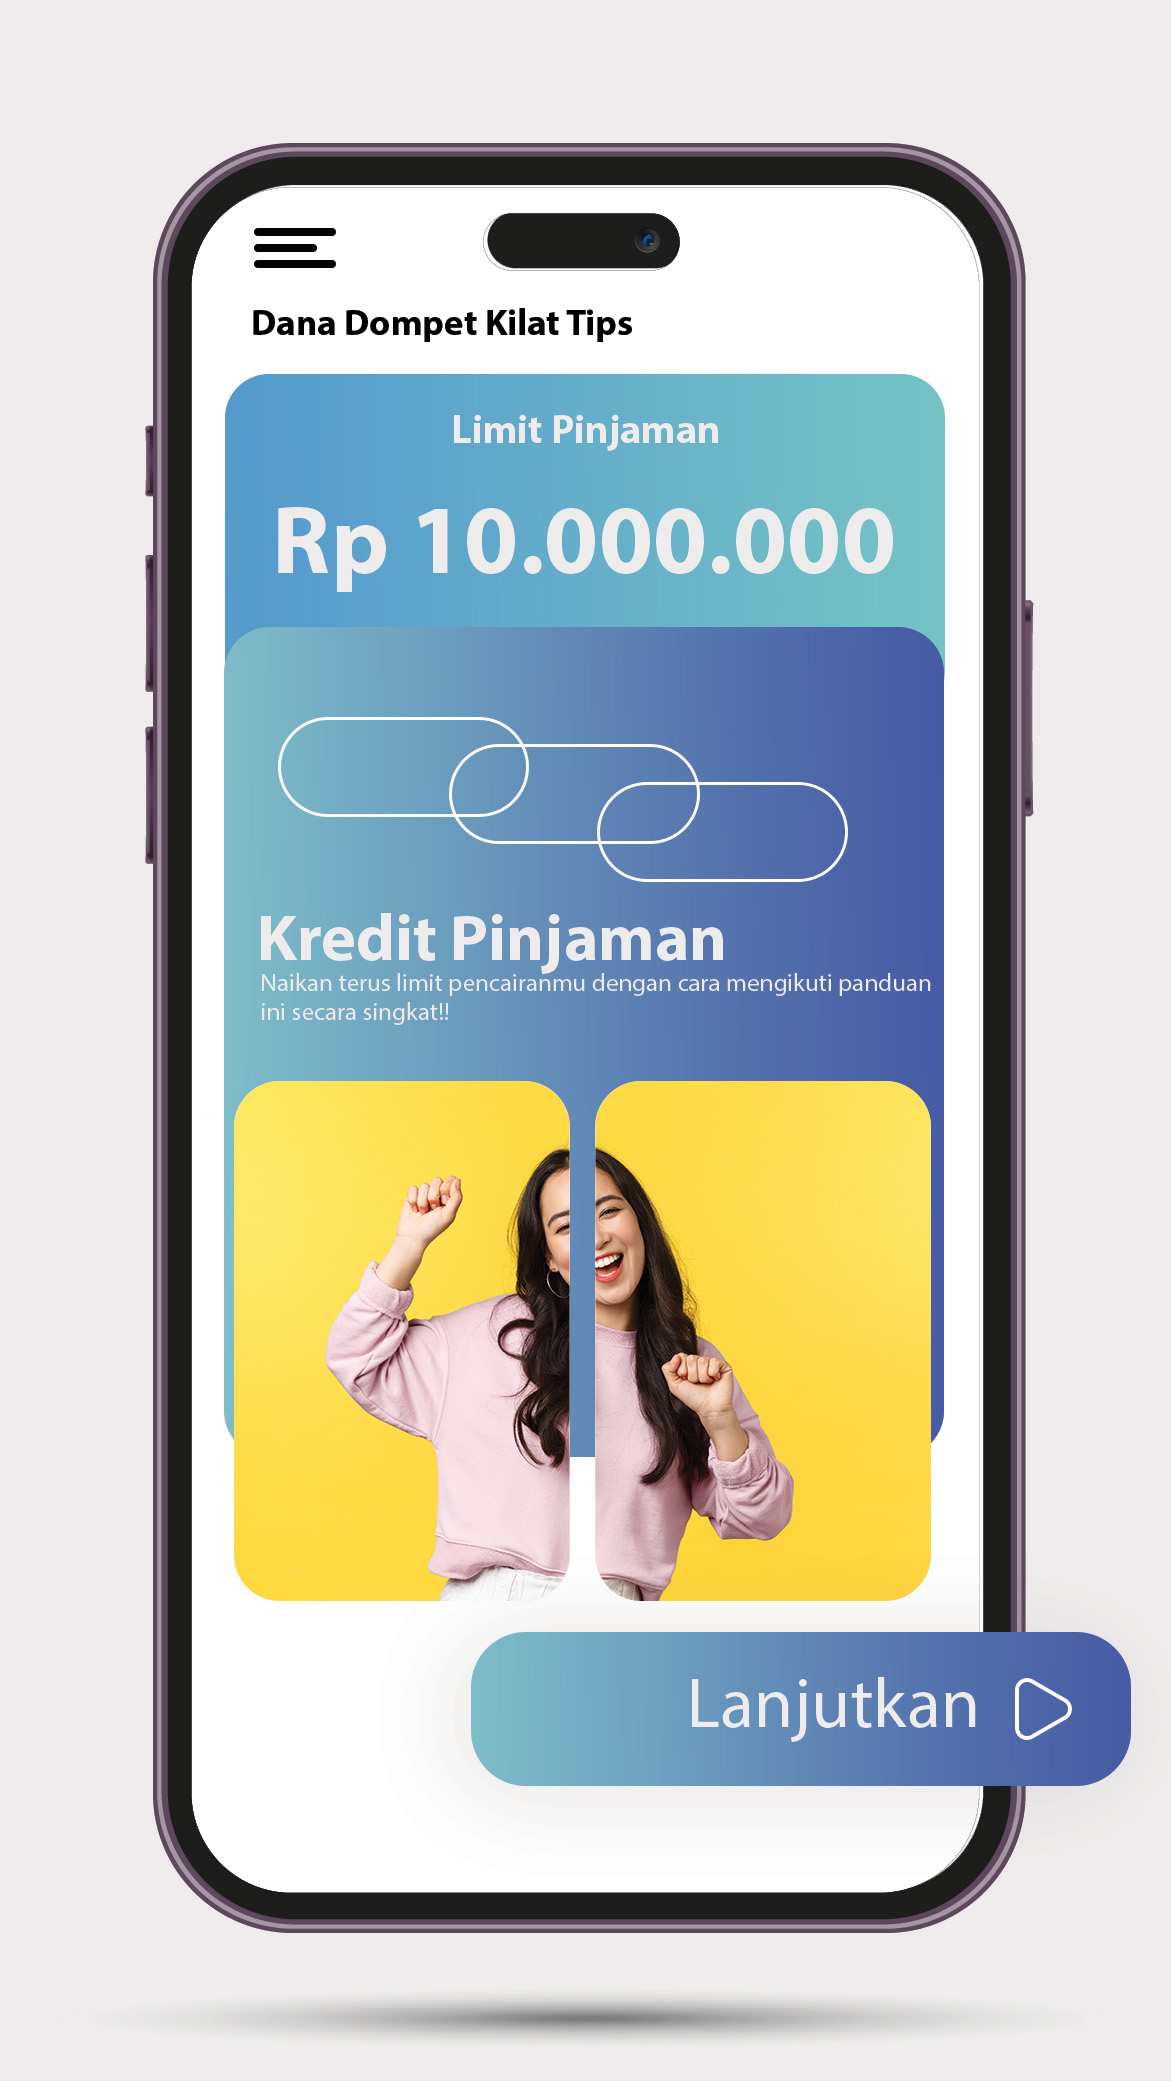 Dana Dompet Kilat Tips
Limit Pinjaman
Rp 10.000.000
Kredit Pinjaman
Naikan terus limit pencairanmu dengan cara mengikuti panduan
ini secara singkat!!
Lanjutkan